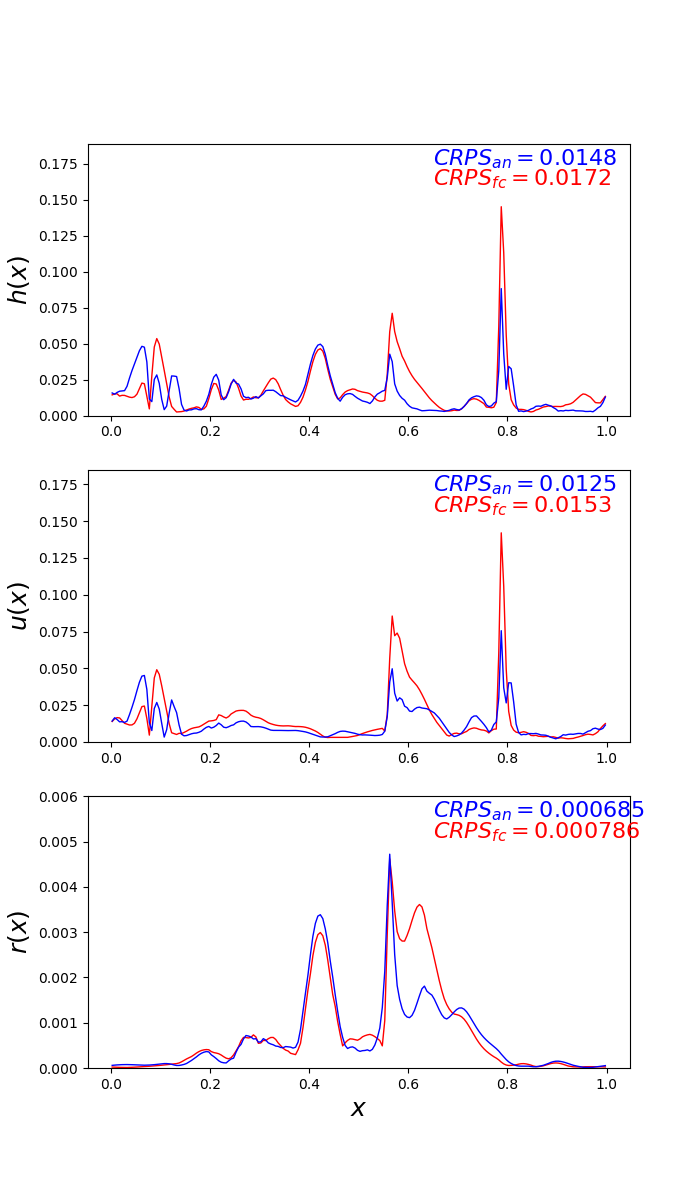 CRPS_an = 0.0148
CRPS_fc = 0.0172
h(x)
0.175
0.150
0.125
0.100
0.075
0.050
0.025
0.000
0.0 0.2 0.4 0.6 0.8 1.0
CRPS_an = 0.0125
CRPS_fc = 0.0153
u(x)
0.175
0.150
0.125
0.100
0.075
0.050
0.025
0.000
0.0 0.2 0.4 0.6 0.8 1.0
CRPS_an = 0.000685
CRPS_fc = 0.000786
r(x)
0.006
0.005
0.004
0.003
0.002
0.001
0.000
0.0 0.2 0.4 0.6 0.8 1.0
x